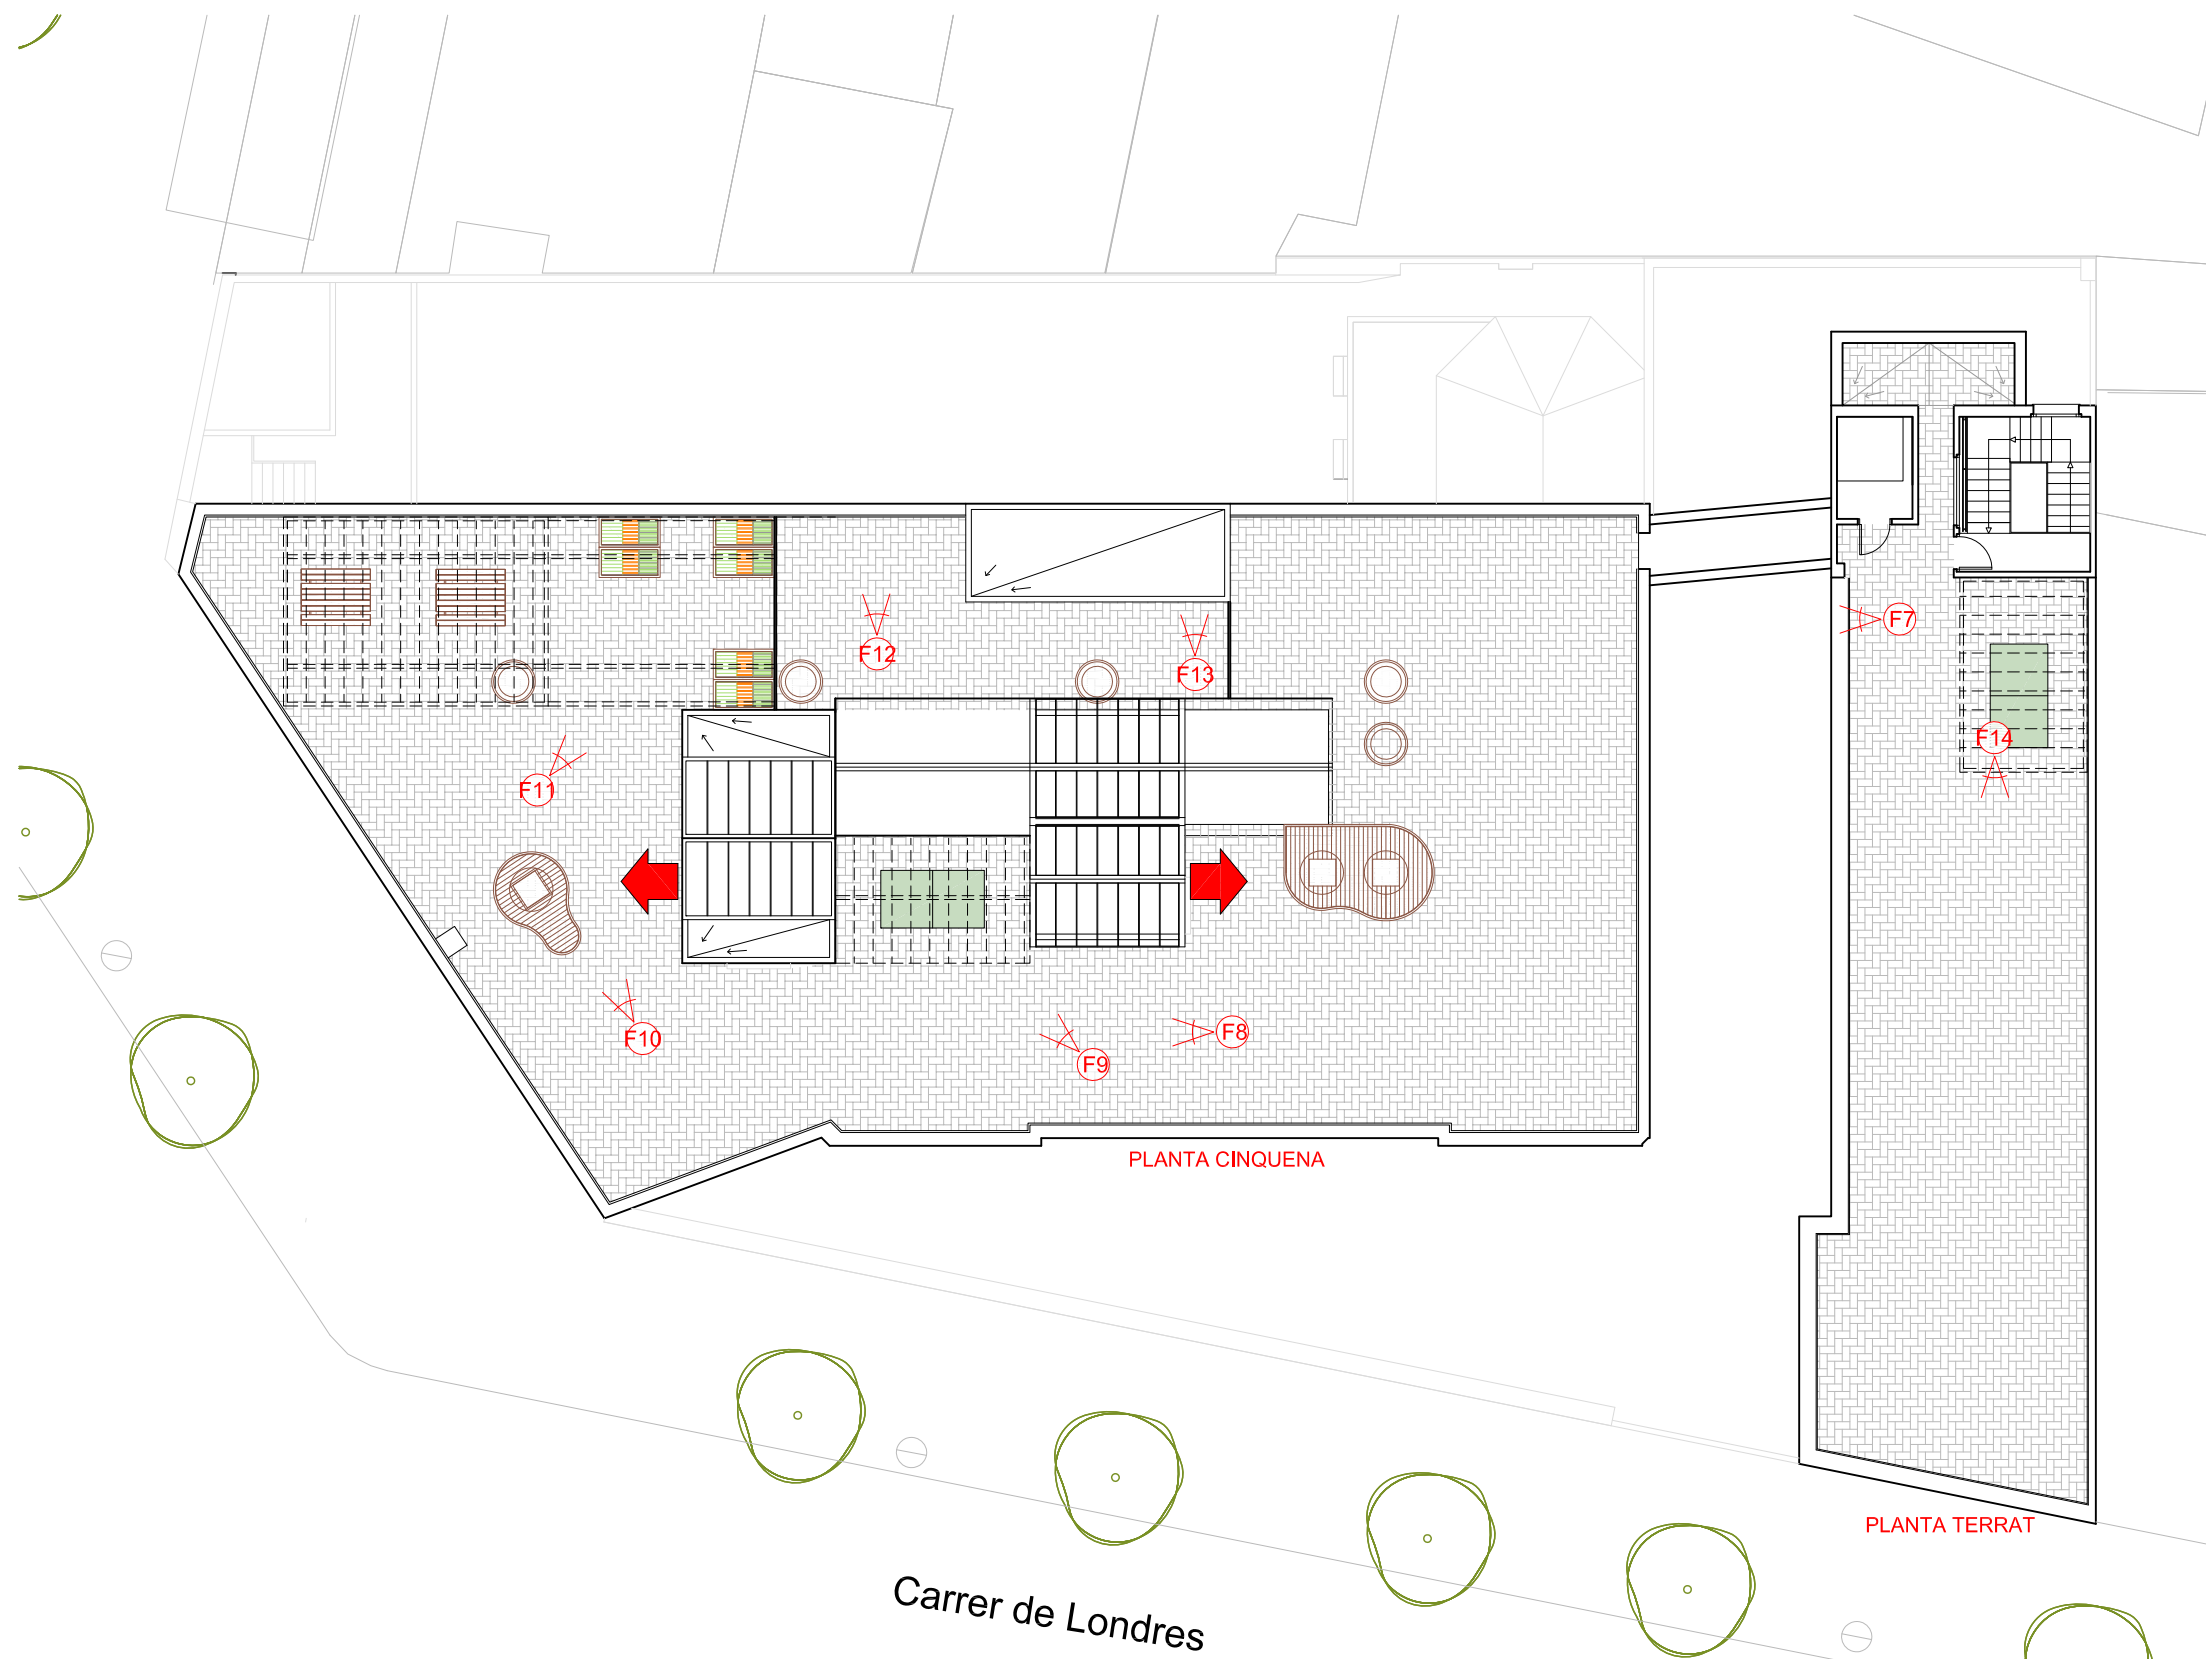 F7
F12
F13
F14
F11
F10
F9
F8
PLANTA CINQUENA
PLANTA TERRAT
Carrer de Londres